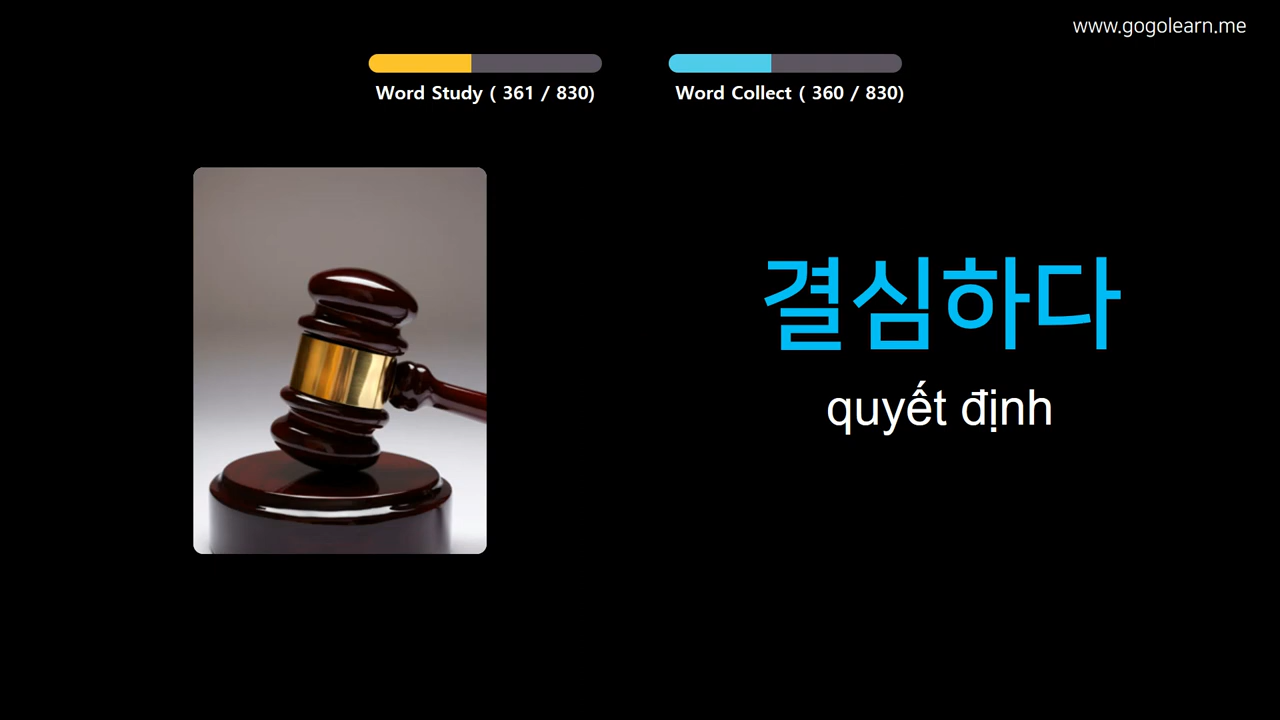 www.gogolearn.me
Word Study ( 361 / 830)
Word Collect ( 360 / 830)
결심하다
quyết định